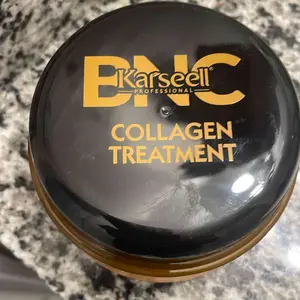 BNC
Karseell®
PROFESSIONAL
COLLAGEN
TREATMENT